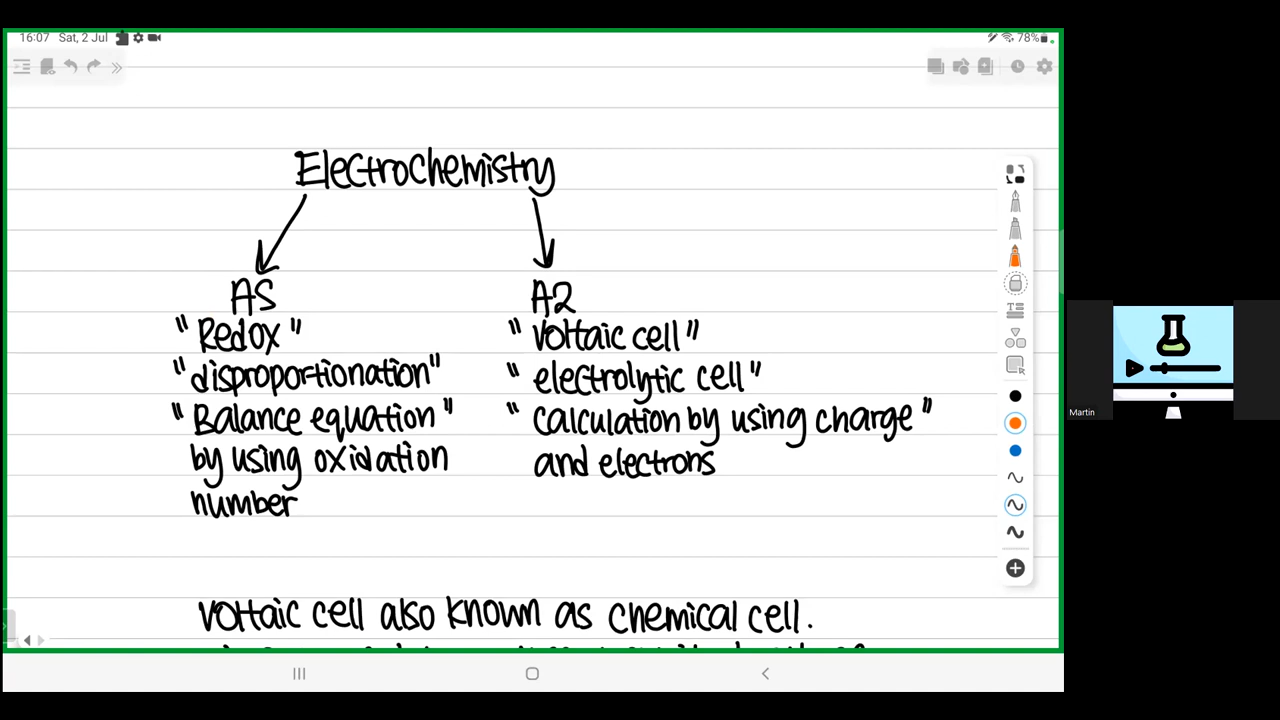 16:07 Sat, 2 Jul
78%
Electrochemistry
AS
"Redox"
"disproportionation"
"Balance equation"
by using oxidation
number
A2
"voltaic cell"
"electrolytic cell"
"calculation by using charge"
and electrons
voltaic cell also known as chemical cell.
Martin